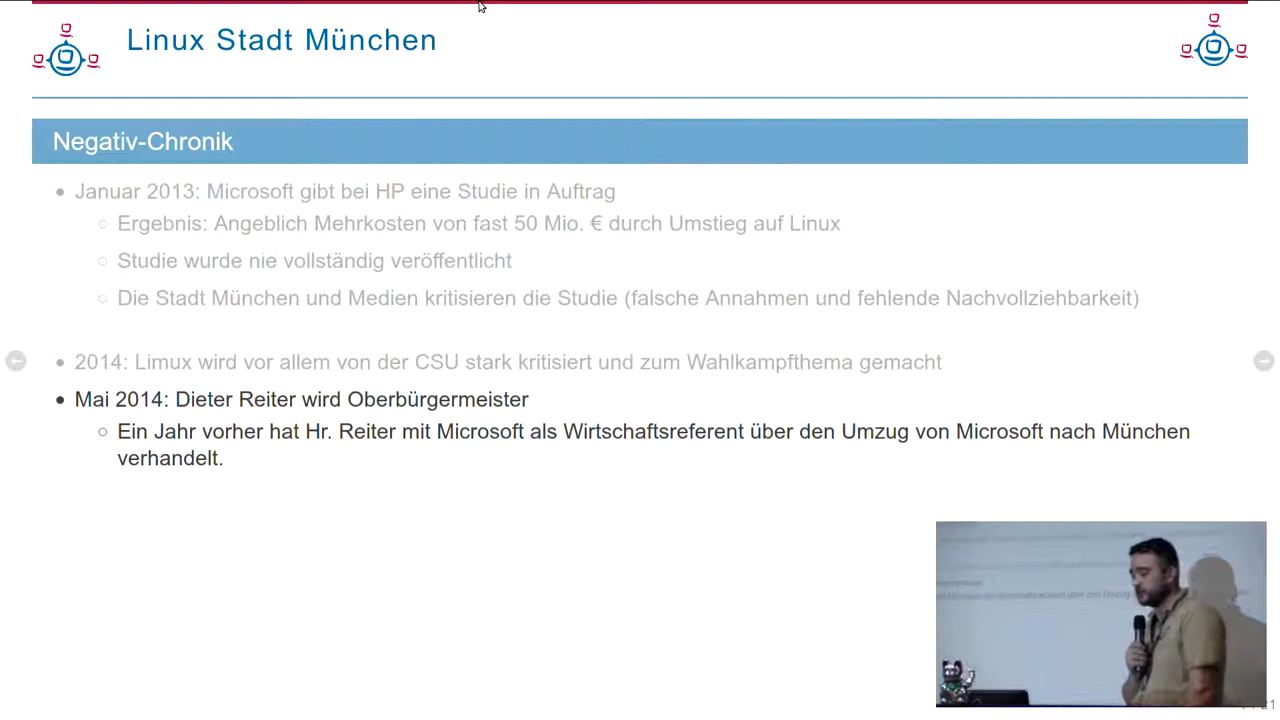 Linux Stadt München
Negativ-Chronik
• Januar 2013: Microsoft gibt bei HP eine Studie in Auftrag
○ Ergebnis: Angeblich Mehrkosten von fast 50 Mio. € durch Umstieg auf Linux
○ Studie wurde nie vollständig veröffentlicht
○ Die Stadt München und Medien kritisieren die Studie (falsche Annahmen und fehlende Nachvollziehbarkeit)
• 2014: Limux wird vor allem von der CSU stark kritisiert und zum Wahlkampfthema gemacht
• Mai 2014: Dieter Reiter wird Oberbürgermeister
○ Ein Jahr vorher hat Hr. Reiter mit Microsoft als Wirtschaftsreferent über den Umzug von Microsoft nach München
verhandelt.